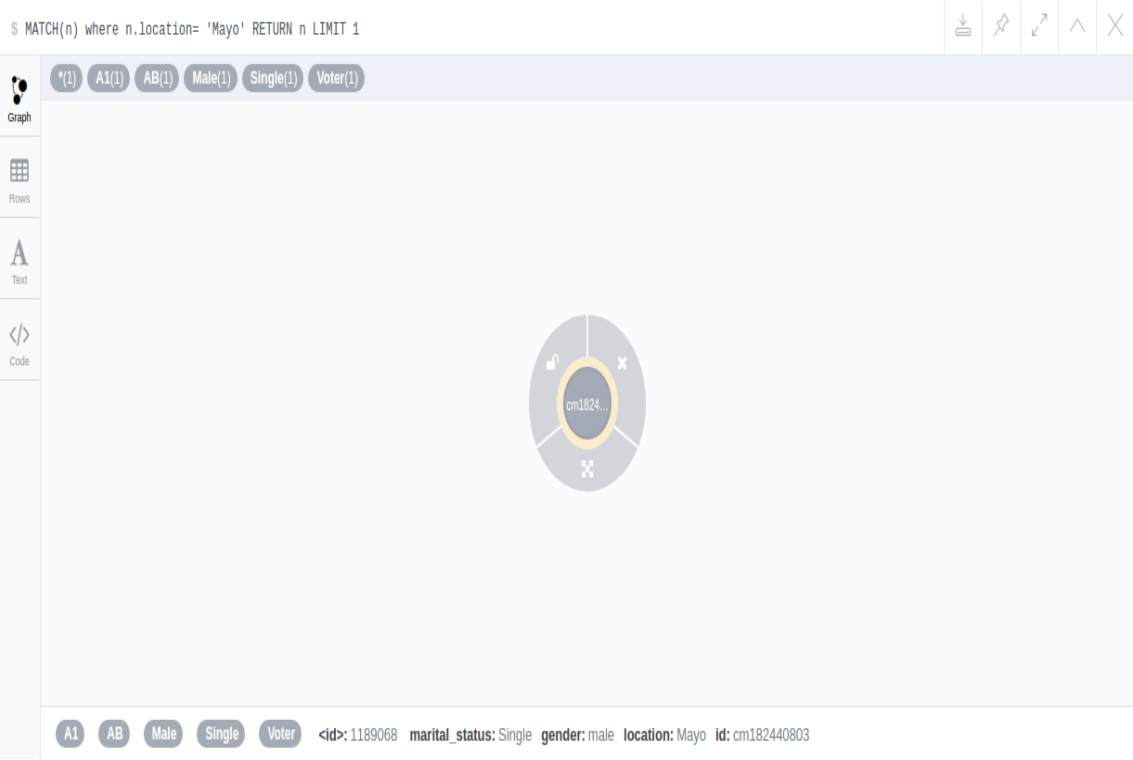 $ MATCH(n) where n.location= 'Mayo' RETURN n LIMIT 1
*(1) A1(1) AB(1) Male(1) Single(1) Voter(1)
Graph
Rows
A
Text
</>
Code
cm1824...
A1 AB Male Single Voter <id>: 1189068 marital_status: Single gender: male location: Mayo id: cm182440803